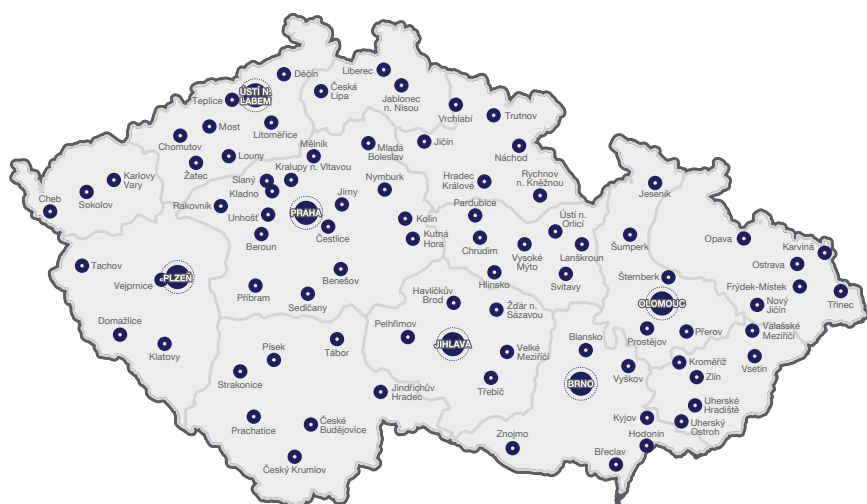 Děčín
Liberec
ÚSTÍ N.
LABEM
Česká
Lípa
Jablonec
n. Nisou
Teplice
Vrchlabí
Trutnov
Most
Litoměřice
Chomutov
Mělník
Mladá
Boleslav
Jičín
Louny
Žatec
Náchod
Karlovy
Vary
Kralupy n. Vltavou
Slaný
Kladno
Nymburk
Hradec
Králové
Rychnov
n. Kněžnou
Jeseník
Cheb
Sokolov
Rakovník
Jirny
PRAHA
Unhošť
Pardubice
Kolín
Ústí n.
Orlicí
Čestlice
Beroun
Kutná
Hora
Chrudim
Vysoké
Mýto
Lanškroun
Šumperk
Opava
Karviná
Tachov
Ostrava
Benešov
Hlinsko
Svitavy
Šternberk
Vejprnice
PLZEŇ
Příbram
Sedlčany
Havlíčkův
Brod
Frýdek-Místek
Třinec
Žďár n.
Sázavou
OLOMOUC
Nový
Jičín
Domažlice
Pelhřimov
Prostějov
Přerov
Valašské
Meziříčí
Klatovy
Písek
Tábor
JIHLAVA
Blansko
Velké
Meziříčí
Kroměříž
Vsetín
Strakonice
Vyškov
Zlín
BRNO
Jindřichův
Hradec
Třebíč
Uherské
Hradiště
Prachatice
České
Budějovice
Kyjov
Uherský
Ostroh
Znojmo
Hodonín
Český Krumlov
Břeclav